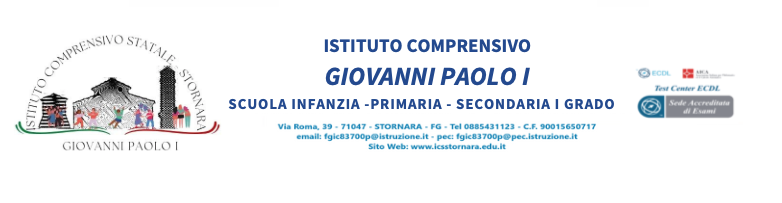 ISTITUTO COMPRENSIVO STATALE - STORNARA
GIOVANNI PAOLO I
ISTITUTO COMPRENSIVO
GIOVANNI PAOLO I
SCUOLA INFANZIA -PRIMARIA - SECONDARIA I GRADO
Via Roma, 39 - 71047 - STORNARA - FG - Tel 0885431123 - C.F. 90015650717
email: fgic83700p@istruzione.it - pec: fgic83700p@pec.istruzione.it
Sito Web: www.icsstornara.edu.it
ECDL
Test Center ECDL
Sede Accreditata
di Esami